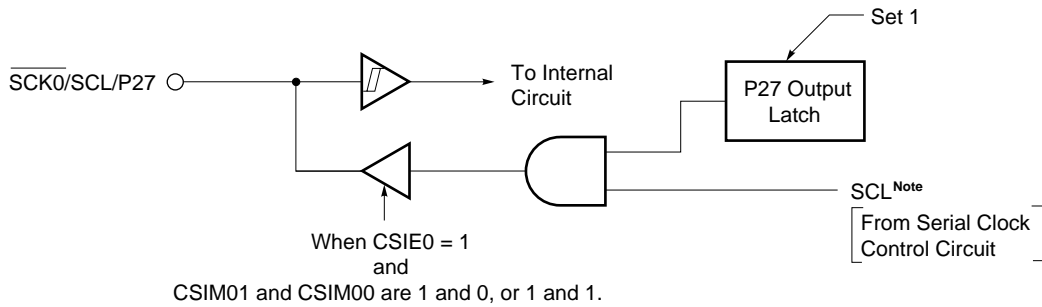 Set 1
SCK0/SCL/P27
To Internal
Circuit
P27 Output
Latch
SCLNote
From Serial Clock
Control Circuit
When CSIE0 = 1
and
CSIM01 and CSIM00 are 1 and 0, or 1 and 1.